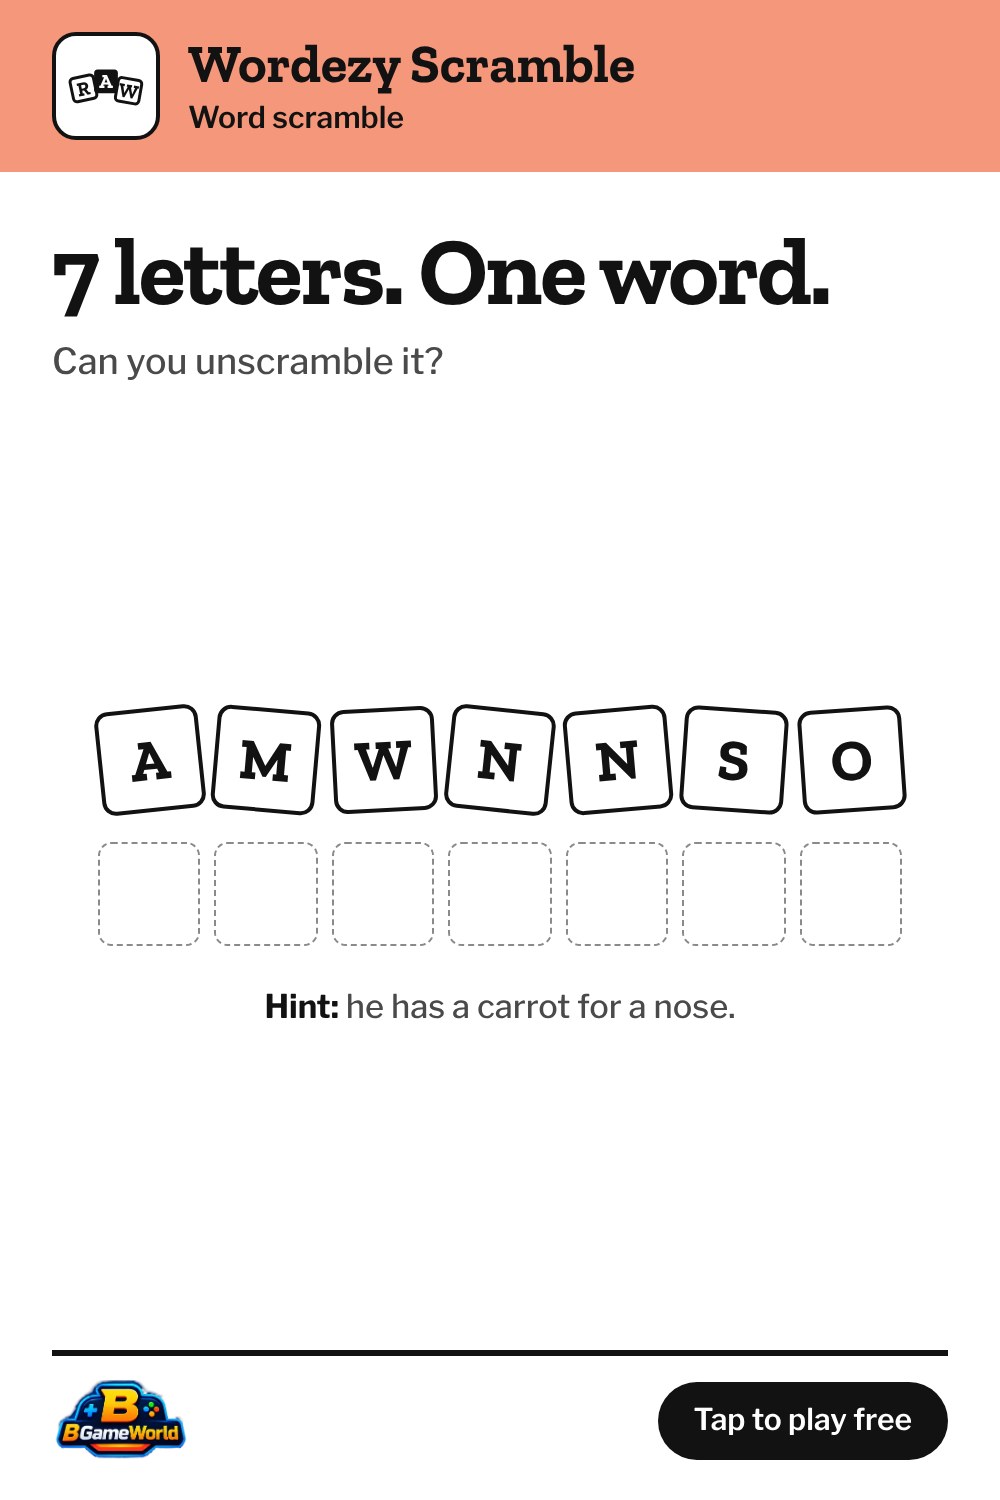 RAW
Wordezy Scramble
Word scramble
7 letters. One word.
Can you unscramble it?
A M W N N S O
Hint: he has a carrot for a nose.
B
BGameWorld
Tap to play free